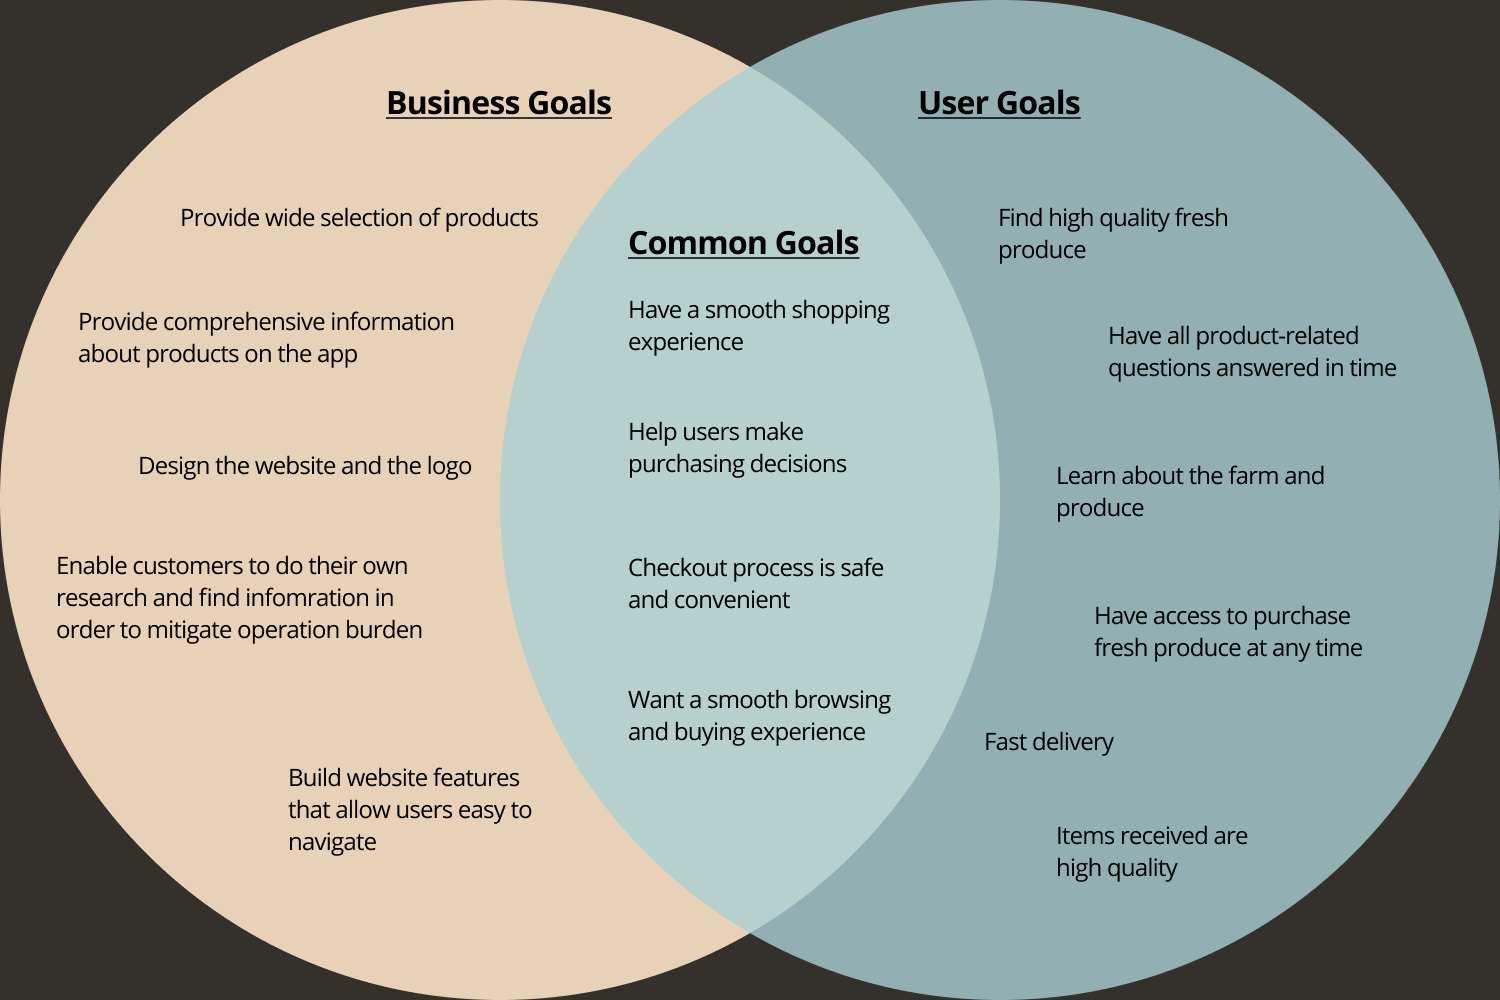 Business Goals
Provide wide selection of products
Provide comprehensive information
about products on the app
Design the website and the logo
Enable customers to do their own
research and find infomration in
order to mitigate operation burden
Build website features
that allow users easy to
navigate
Common Goals
Have a smooth shopping
experience
Help users make
purchasing decisions
Checkout process is safe
and convenient
Want a smooth browsing
and buying experience
User Goals
Find high quality fresh
produce
Have all product-related
questions answered in time
Learn about the farm and
produce
Have access to purchase
fresh produce at any time
Fast delivery
Items received are
high quality